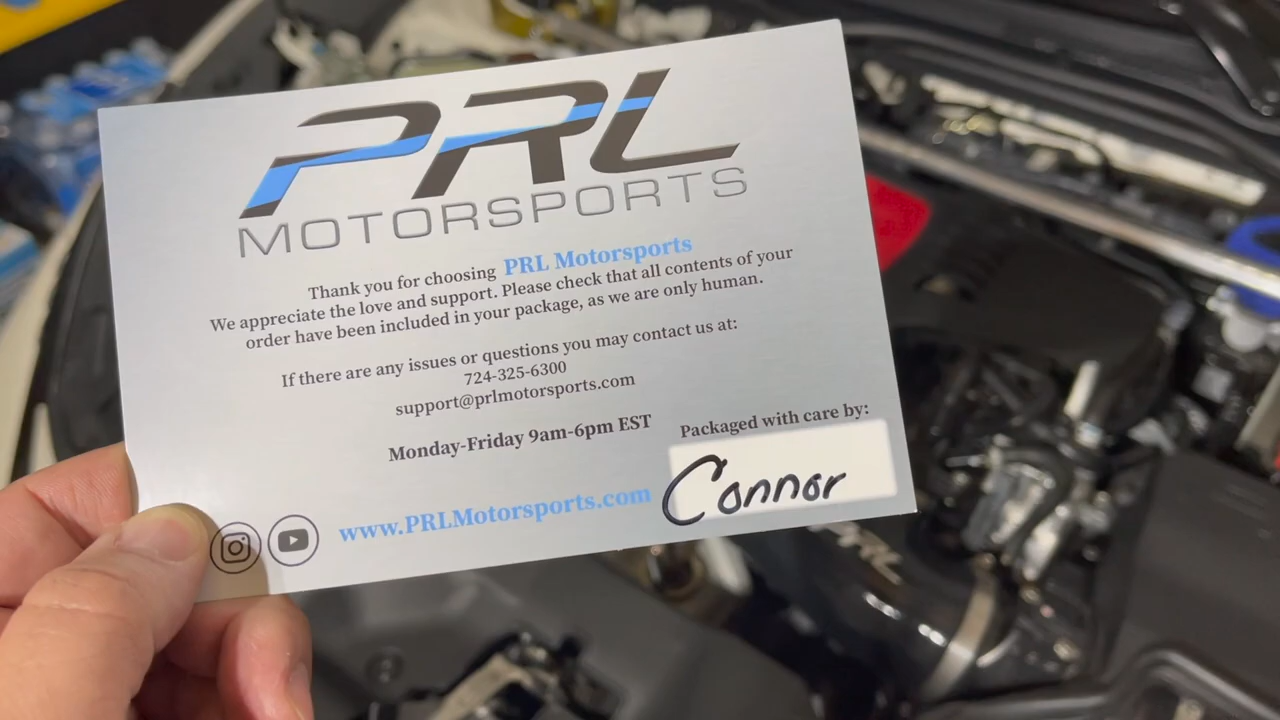 PRL
MOTORSPORTS
Thank you for choosing PRL Motorsports
We appreciate the love and support. Please check that all contents of your
order have been included in your package, as we are only human.
If there are any issues or questions you may contact us at:
724-325-6300
support@prlmotorsports.com
Monday-Friday 9am-6pm EST
Packaged with care by:
Connor
www.PRLMotorsports.com
PRL